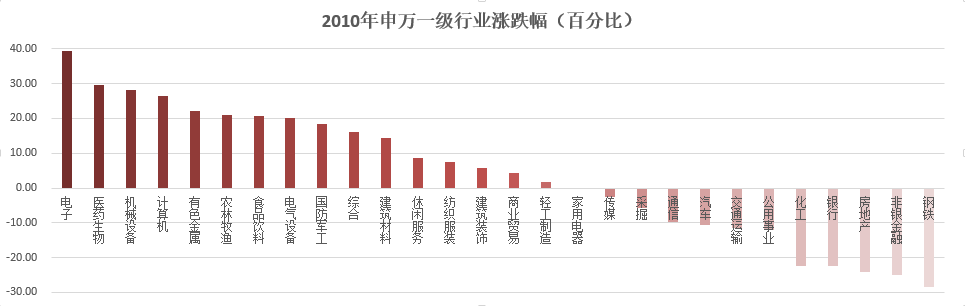 2010年申万一级行业涨跌幅（百分比）
40.00
30.00
20.00
10.00
0.00
-10.00
-20.00
-30.00
电子
医药生物
机械设备
计算机
有色金属
农林牧渔
食品饮料
电气设备
国防军工
综合
建筑材料
休闲服务
纺织服装
建筑装饰
商业贸易
轻工制造
家用电器
传媒
采掘
通信
汽车
交通运输
公用事业
化工
银行
房地产
非银金融
钢铁